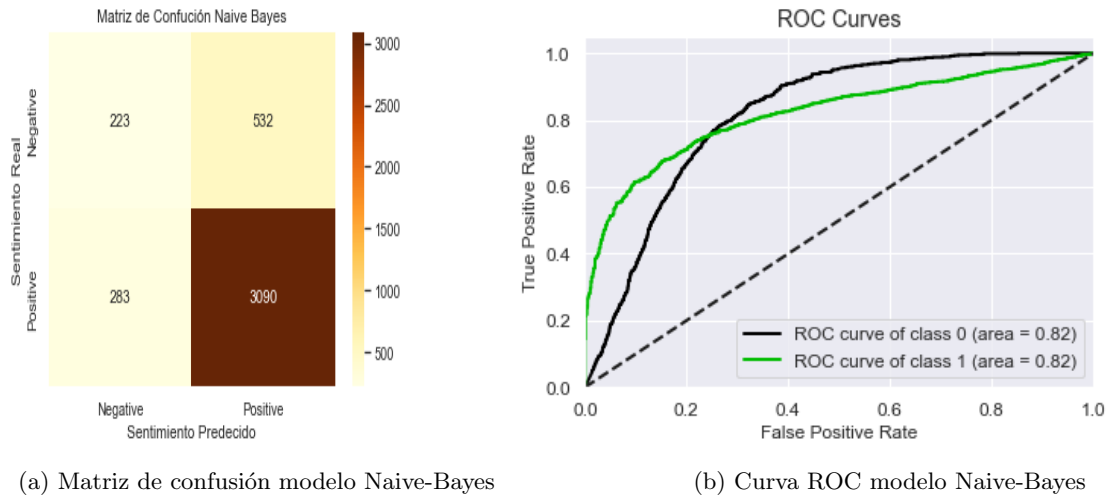 Matriz de Confución Naive Bayes
Sentimiento Real
Negative
Positive
223
532
283
3090
3000
2500
2000
1500
1000
500
Negative
Positive
Sentimiento Predecido
(a) Matriz de confusión modelo Naive-Bayes
ROC Curves
True Positive Rate
1.0
0.8
0.6
0.4
0.2
0.0
ROC curve of class 0 (area = 0.82)
ROC curve of class 1 (area = 0.82)
0.0
0.2
0.4
0.6
0.8
1.0
False Positive Rate
(b) Curva ROC modelo Naive-Bayes